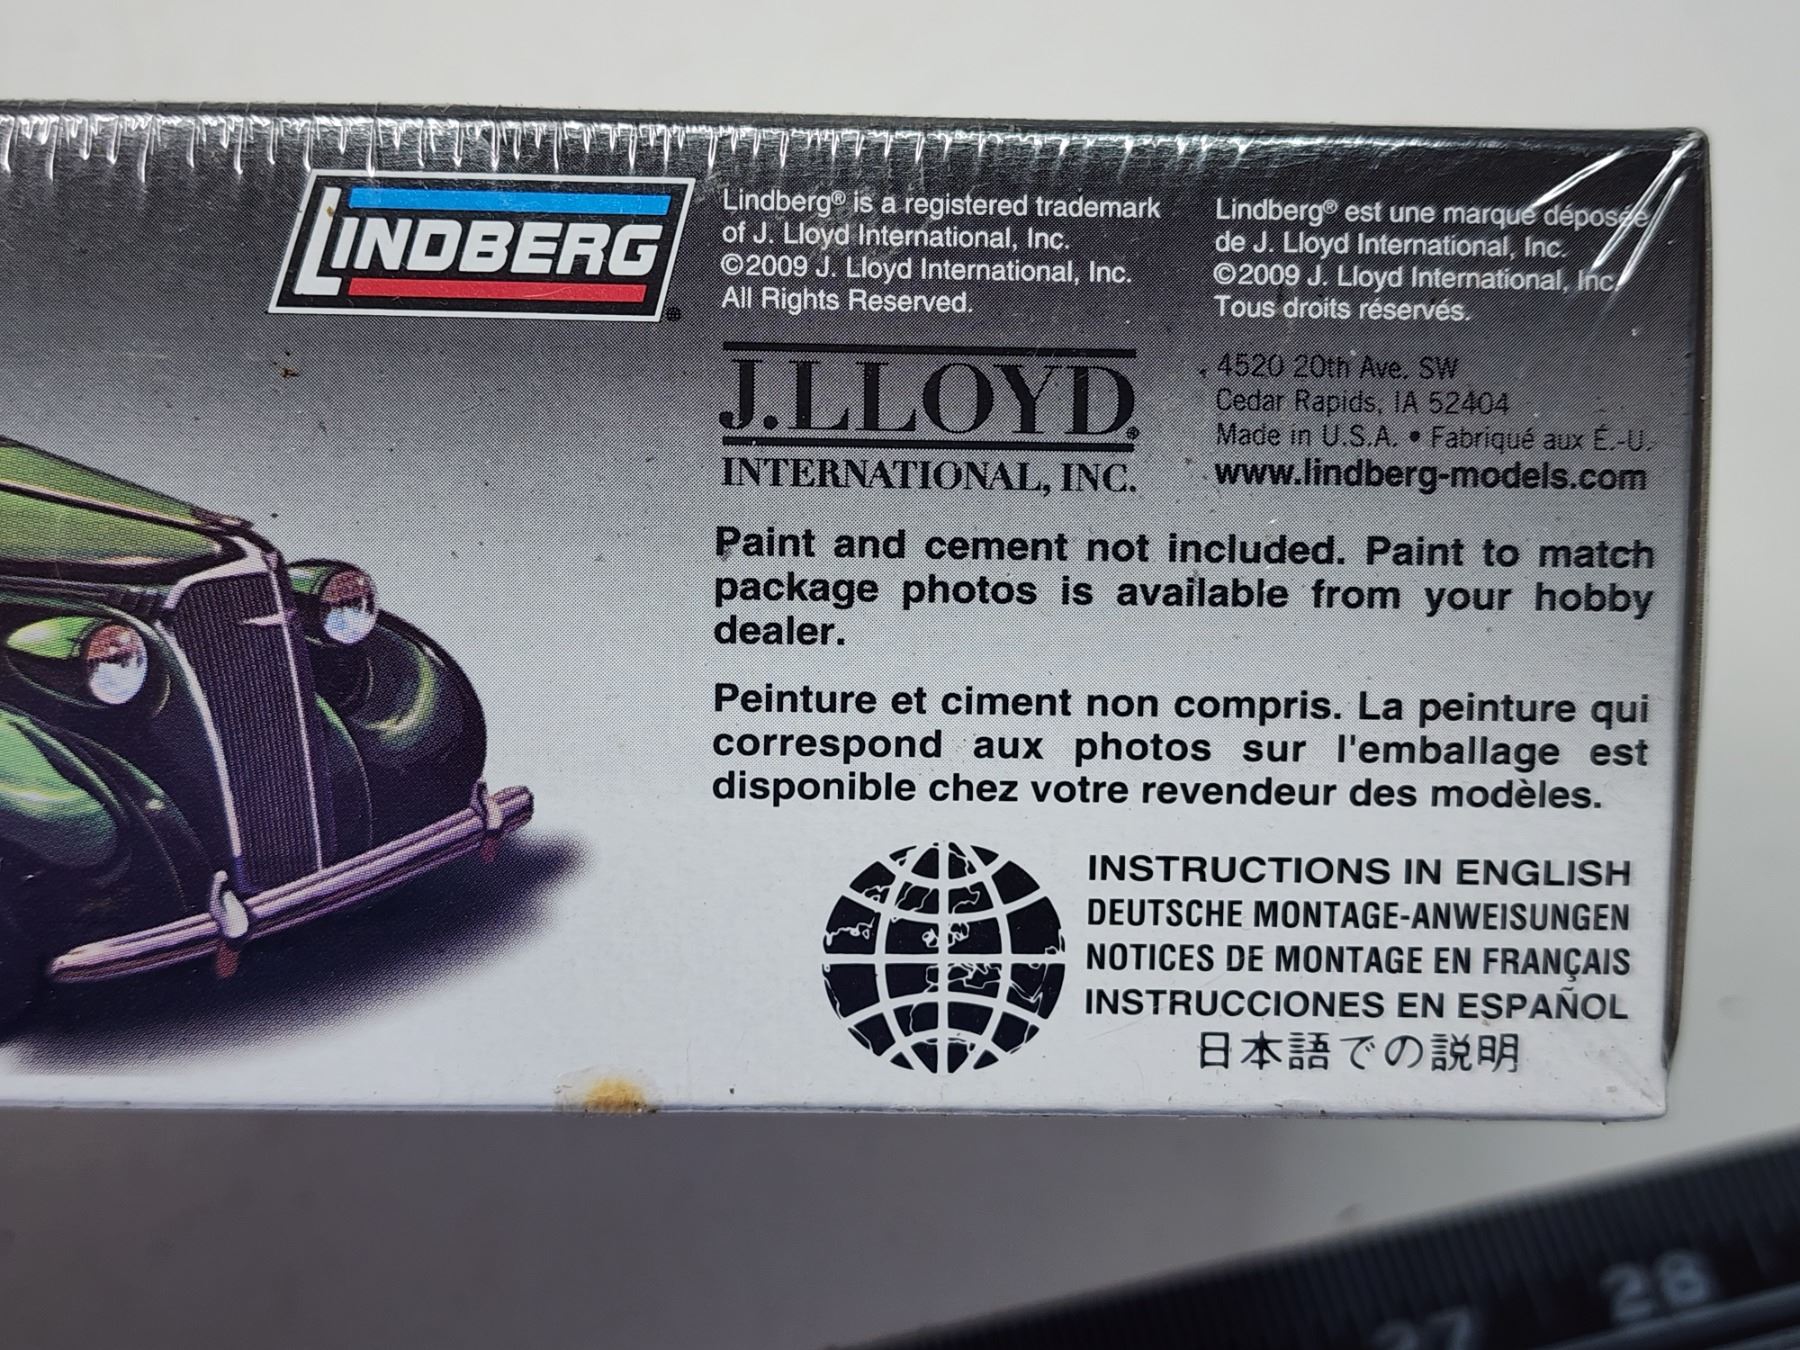 LINDBERG®
Lindberg® is a registered trademark
of J. Lloyd International, Inc.
©2009 J. Lloyd International, Inc.
All Rights Reserved.
Lindberg® est une marque déposée
de J. Lloyd International, Inc.
©2009 J. Lloyd International, Inc.
Tous droits réservés.
J.LLOYD®
INTERNATIONAL, INC.
4520 20th Ave. SW
Cedar Rapids, IA 52404
Made in U.S.A. • Fabriqué aux É.-U.
www.lindberg-models.com
Paint and cement not included. Paint to match
package photos is available from your hobby
dealer.
Peinture et ciment non compris. La peinture qui
correspond aux photos sur l'emballage est
disponible chez votre revendeur des modèles.
INSTRUCTIONS IN ENGLISH
DEUTSCHE MONTAGE-ANWEISUNGEN
NOTICES DE MONTAGE EN FRANÇAIS
INSTRUCCIONES EN ESPAÑOL
日本語での説明
27 28